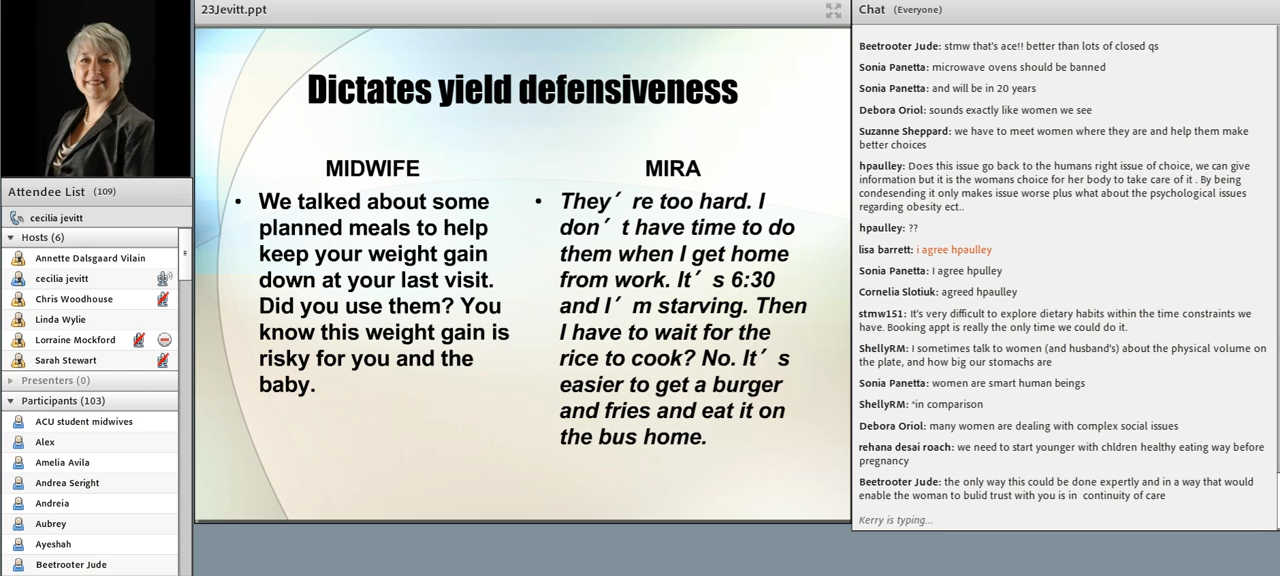 23Jevitt.ppt
Dictates yield defensiveness
MIDWIFE
• We talked about some
planned meals to help
keep your weight gain
down at your last visit.
Did you use them? You
know this weight gain is
risky for you and the
baby.
MIRA
• They′ re too hard. I
don′ t have time to do
them when I get home
from work. It′ s 6:30
and I′ m starving. Then
I have to wait for the
rice to cook? No. It′ s
easier to get a burger
and fries and eat it on
the bus home.
Attendee List (109)
cecilia jevitt
Hosts (6)
Annette Dalsgaard Vilain
cecilia jevitt
Chris Woodhouse
Linda Wylie
Lorraine Mockford
Sarah Stewart
Presenters (0)
Participants (103)
ACU student midwives
Alex
Amelia Avila
Andrea Seright
Andreia
Aubrey
Ayeshah
Beetrooter Jude
Chat (Everyone)
Beetrooter Jude: stmw that's ace!! better than lots of closed qs
Sonia Panetta: microwave ovens should be banned
Sonia Panetta: and will be in 20 years
Debora Oriol: sounds exactly like women we see
Suzanne Sheppard: we have to meet women where they are and help them make
better choices
hpaulley: Does this issue go back to the humans right issue of choice, we can give
information but it is the womans choice for her body to take care of it . By being
condesending it only makes issue worse plus what about the psychological issues
regarding obesity ect..
hpaulley: ??
lisa barrett: i agree hpaulley
Sonia Panetta: I agree hpulley
Cornelia Slotiuk: agreed hpaulley
stmw151: It's very difficult to explore dietary habits within the time constraints we
have. Booking appt is really the only time we could do it.
ShellyRM: I sometimes talk to women (and husband's) about the physical volume on
the plate, and how big our stomachs are
Sonia Panetta: women are smart human beings
ShellyRM: *in comparison
Debora Oriol: many women are dealing with complex social issues
rehana desai roach: we need to start younger with chldren healthy eating way before
pregnancy
Beetrooter Jude: the only way this could be done expertly and in a way that would
enable the woman to bulid trust with you is in continuity of care
Kerry is typing...